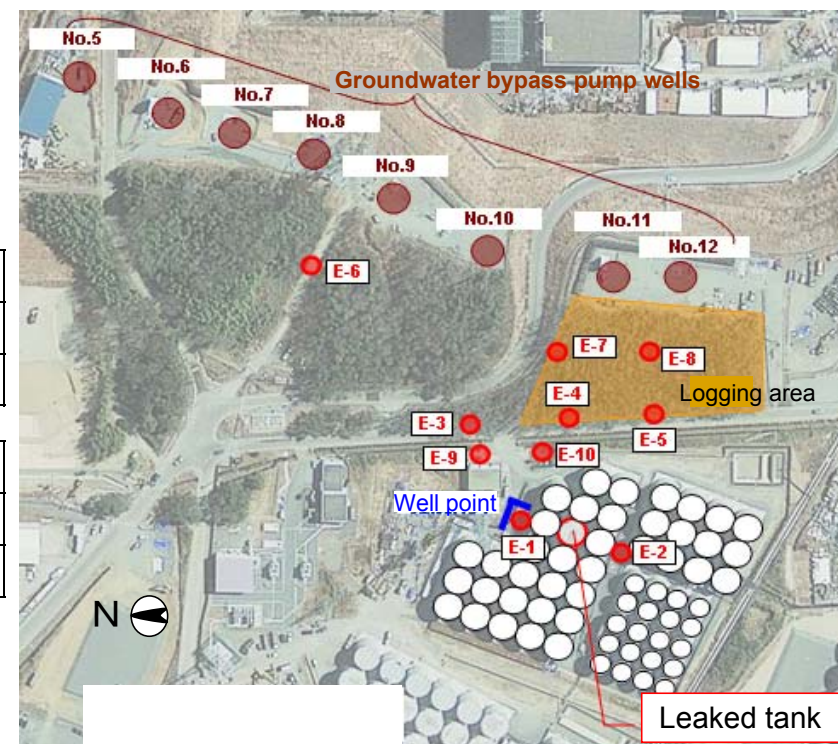 No.5
No.6
Groundwater bypass pump wells
No.7
No.8
No.9
No.10
No.11
No.12
E-6
E-7
E-8
Logging area
E-4
E-3
E-5
E-9
E-10
Well point
E-1
E-2
N
Leaked tank